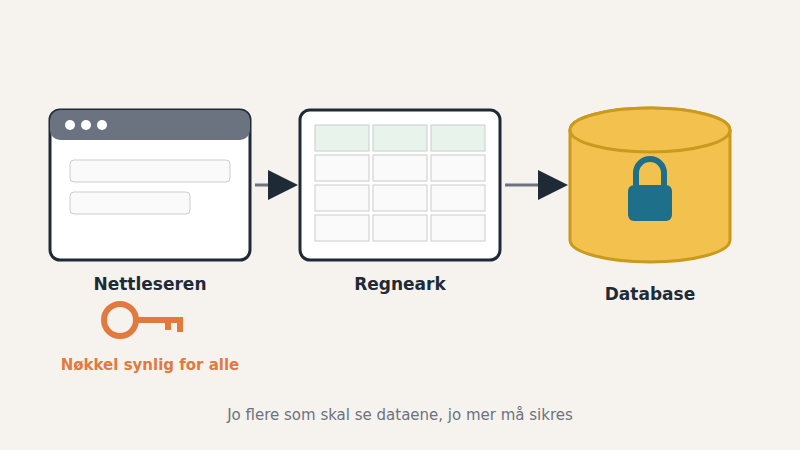 Nettleseren
Regneark
Database
Nøkkel synlig for alle
Jo flere som skal se dataene, jo mer må sikres